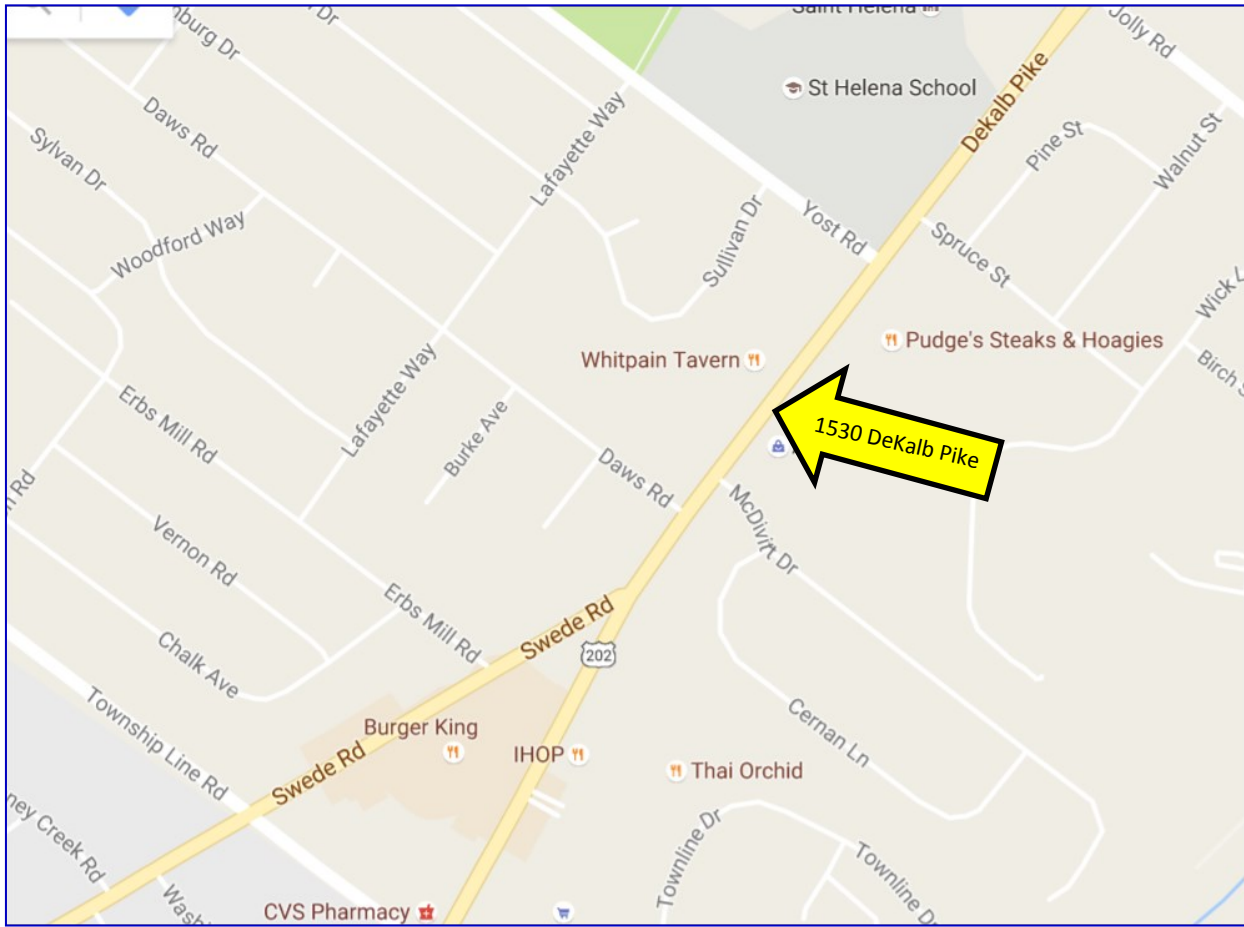 Saint Helena
Jolly Rd
St Helena School
Dekalb Pike
Daws Rd
Lafayette Way
Pine St
Walnut St
Sylvan Dr
Woodford Way
Sullivan Dr
Yost Rd
Spruce St
Whitpain Tavern
Pudge's Steaks & Hoagies
Lafayette Way
Erbs Mill Rd
Burke Ave
1530 DeKalb Pike
Daws Rd
McDivitt Dr
Vernon Rd
Erbs Mill Rd
Swede Rd
202
Chalk Ave
Township Line Rd
Burger King
IHOP
Cernan Ln
Thai Orchid
Swede Rd
Townline Dr
Townline Dr
Creek Rd
CVS Pharmacy